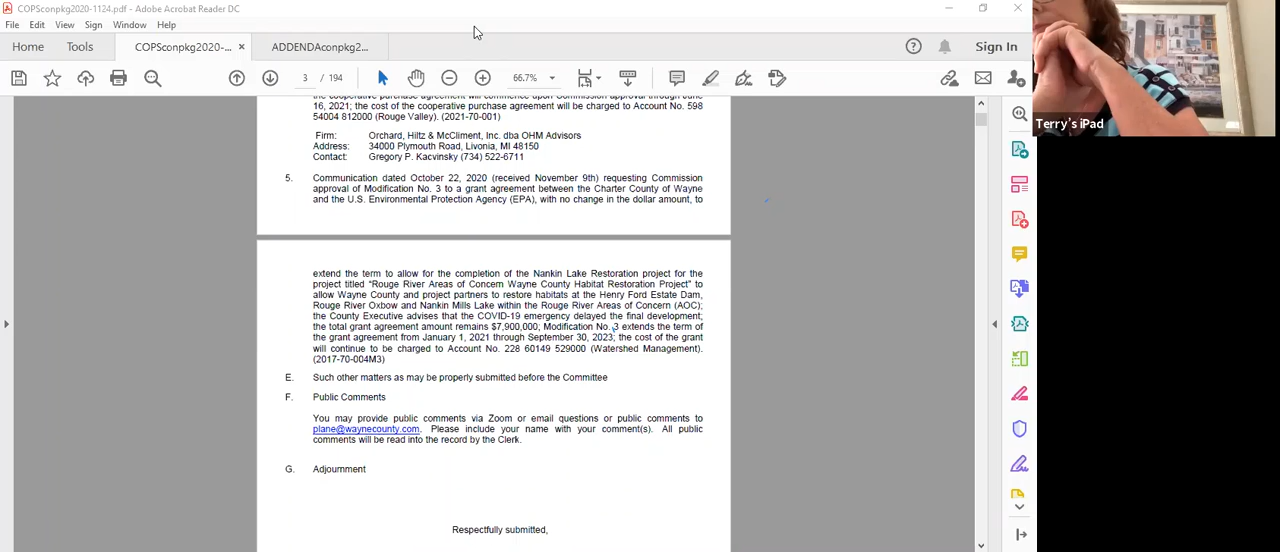 COPSconpkg2020-1124.pdf - Adobe Acrobat Reader DC
File Edit View Sign Window Help
Home Tools COPSconpkg2020-... × ADDENDAconpkg2... Sign In
3 / 194 66.7%
the cooperative purchase agreement will commence upon Commission approval through June
16, 2021; the cost of the cooperative purchase agreement will be charged to Account No. 598
54004 812000 (Rouge Valley). (2021-70-001)
Firm: Orchard, Hiltz & McCliment, Inc. dba OHM Advisors
Address: 34000 Plymouth Road, Livonia, MI 48150
Contact: Gregory P. Kacvinsky (734) 522-6711
5. Communication dated October 22, 2020 (received November 9th) requesting Commission
approval of Modification No. 3 to a grant agreement between the Charter County of Wayne
and the U.S. Environmental Protection Agency (EPA), with no change in the dollar amount, to
extend the term to allow for the completion of the Nankin Lake Restoration project for the
project titled “Rouge River Areas of Concern Wayne County Habitat Restoration Project” to
allow Wayne County and project partners to restore habitats at the Henry Ford Estate Dam,
Rouge River Oxbow and Nankin Mills Lake within the Rouge River Areas of Concern (AOC);
the County Executive advises that the COVID-19 emergency delayed the final development;
the total grant agreement amount remains $7,900,000; Modification No. 3 extends the term of
the grant agreement from January 1, 2021 through September 30, 2023; the cost of the grant
will continue to be charged to Account No. 228 60149 529000 (Watershed Management).
(2017-70-004M3)
E. Such other matters as may be properly submitted before the Committee
F. Public Comments
You may provide public comments via Zoom or email questions or public comments to
plane@waynecounty.com. Please include your name with your comment(s). All public
comments will be read into the record by the Clerk.
G. Adjournment
Respectfully submitted,
Terry's iPad